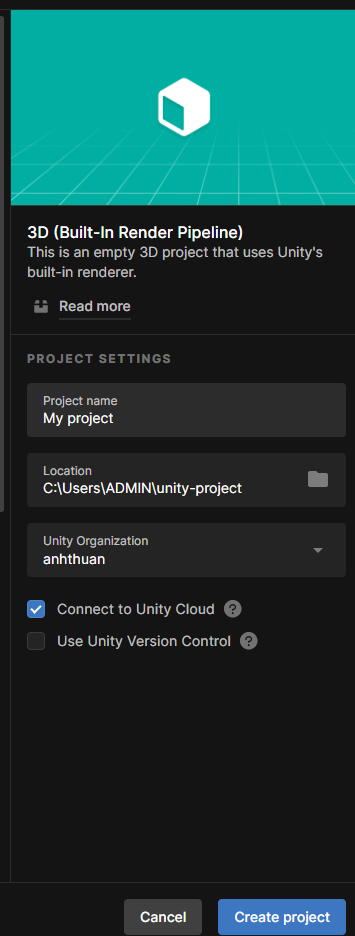 3D (Built-In Render Pipeline)
This is an empty 3D project that uses Unity's
built-in renderer.
Read more
PROJECT SETTINGS
Project name
My project
Location
C:\Users\ADMIN\unity-project
Unity Organization
anhthuan
Connect to Unity Cloud ?
Use Unity Version Control ?
Cancel
Create project